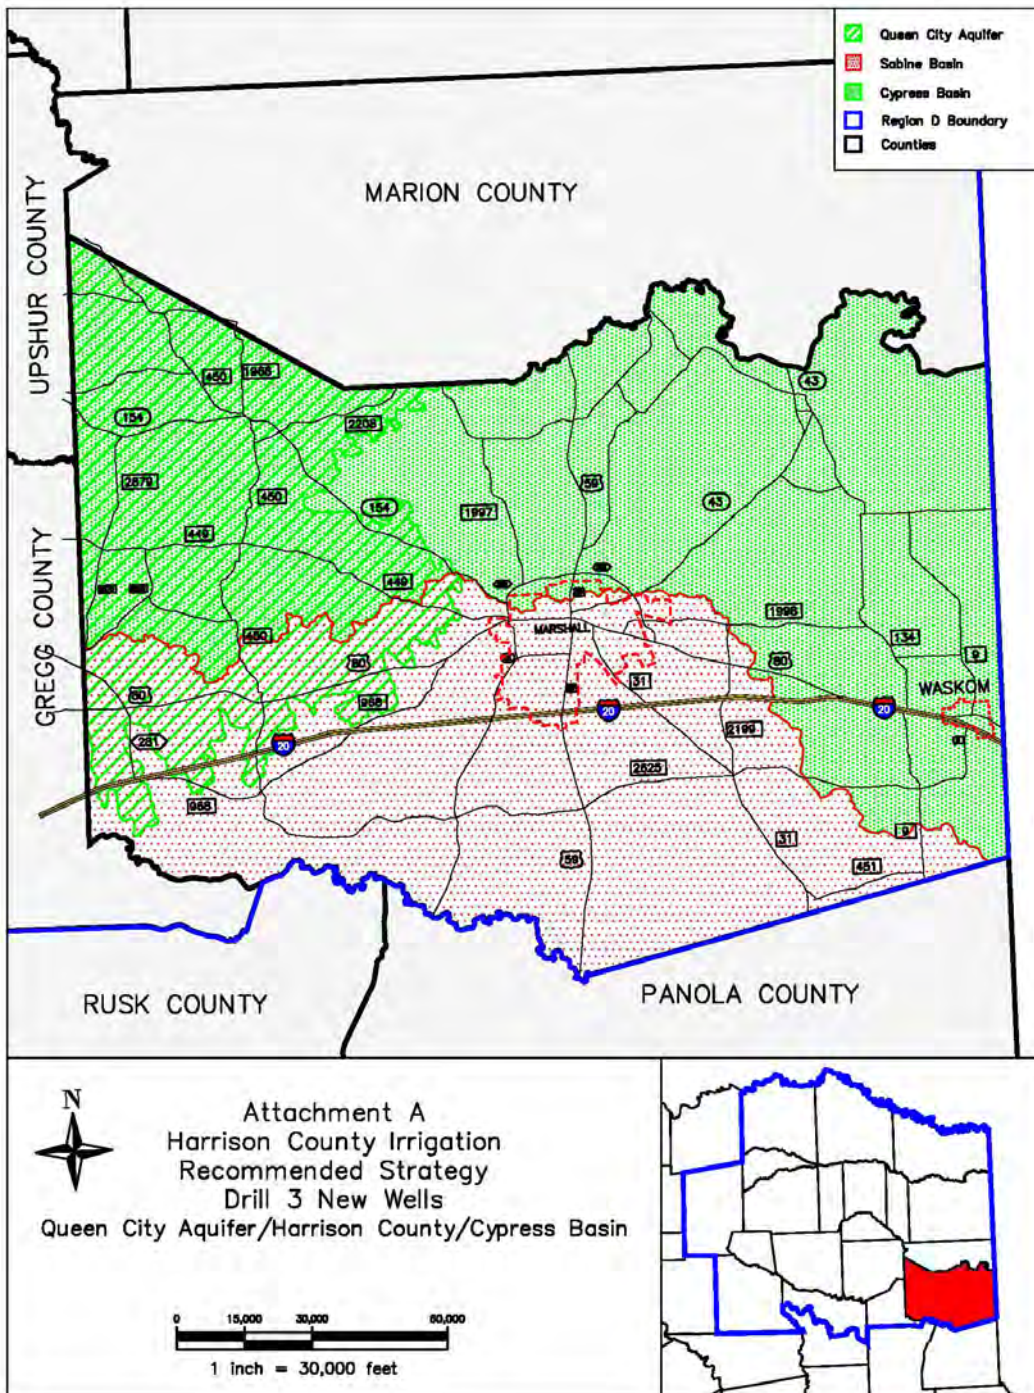 Queen City Aquifer
Sabine Basin
Cypress Basin
Region D Boundary
Counties
MARION COUNTY
UPSHUR COUNTY
GREGG COUNTY
450
1968
154
2208
43
2879
450
154
1997
59
43
449
449
450
80
968
MARSHALL
31
1998
80
134
9
WASKOM
80
281
20
20
20
2199
2625
968
59
31
9
451
RUSK COUNTY
PANOLA COUNTY
N
Attachment A
Harrison County Irrigation
Recommended Strategy
Drill 3 New Wells
Queen City Aquifer/Harrison County/Cypress Basin
0 15,000 30,000 60,000
1 inch = 30,000 feet